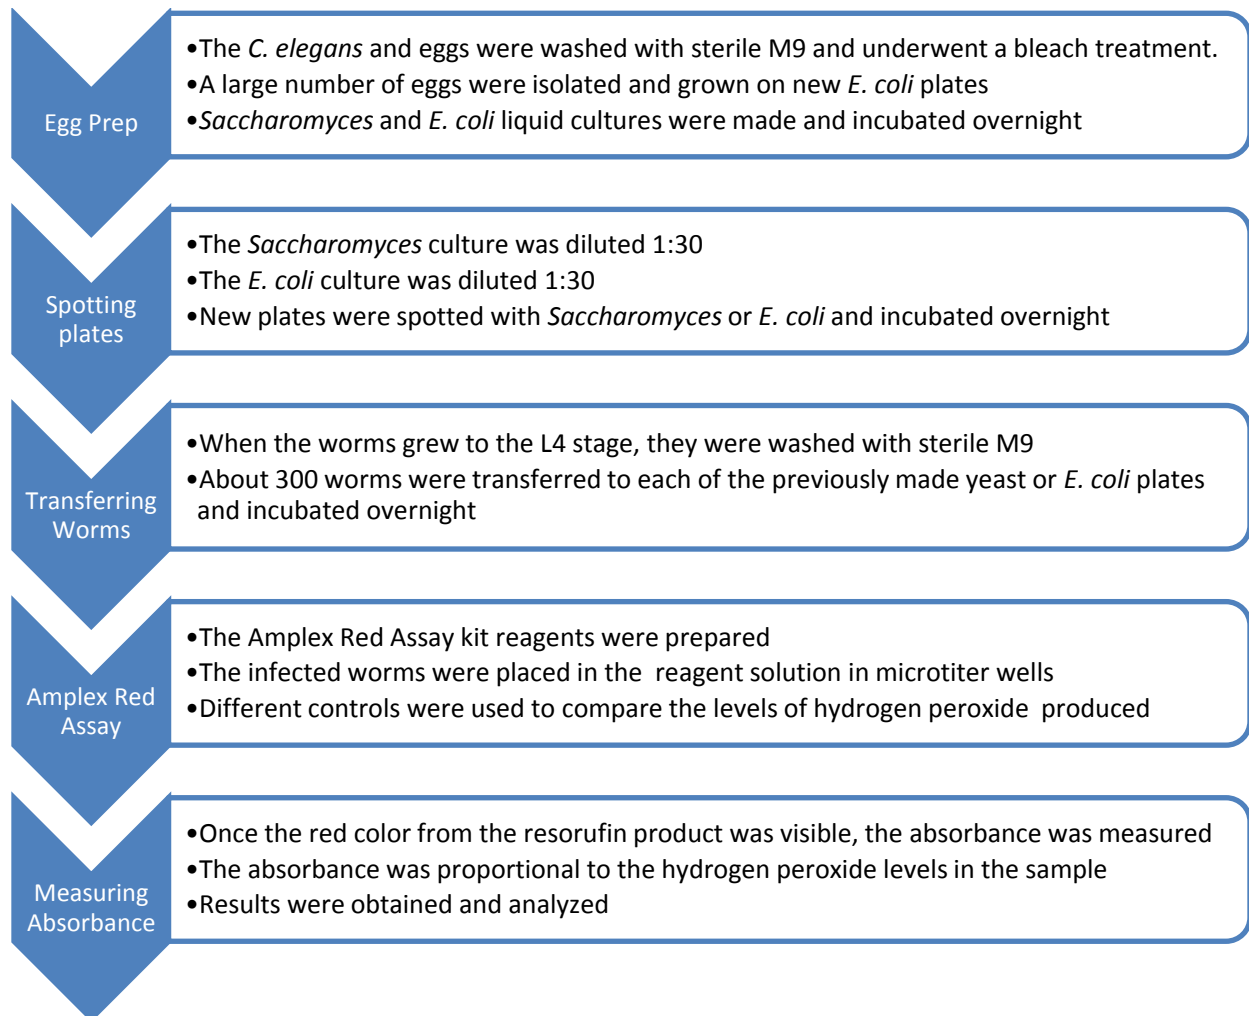 Egg Prep
•The C. elegans and eggs were washed with sterile M9 and underwent a bleach treatment.
•A large number of eggs were isolated and grown on new E. coli plates
•Saccharomyces and E. coli liquid cultures were made and incubated overnight
Spotting
plates
•The Saccharomyces culture was diluted 1:30
•The E. coli culture was diluted 1:30
•New plates were spotted with Saccharomyces or E. coli and incubated overnight
Transferring
Worms
•When the worms grew to the L4 stage, they were washed with sterile M9
•About 300 worms were transferred to each of the previously made yeast or E. coli plates
and incubated overnight
Amplex Red
Assay
•The Amplex Red Assay kit reagents were prepared
•The infected worms were placed in the reagent solution in microtiter wells
•Different controls were used to compare the levels of hydrogen peroxide produced
Measuring
Absorbance
•Once the red color from the resorufin product was visible, the absorbance was measured
•The absorbance was proportional to the hydrogen peroxide levels in the sample
•Results were obtained and analyzed